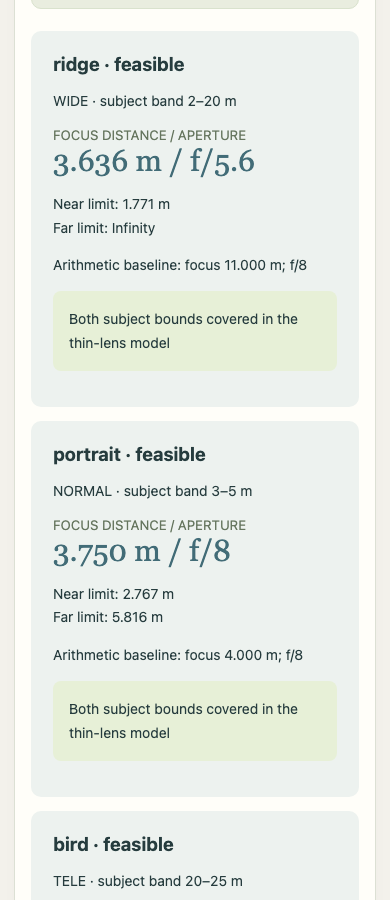 ridge · feasible
WIDE · subject band 2–20 m
FOCUS DISTANCE / APERTURE
3.636 m / f/5.6
Near limit: 1.771 m
Far limit: Infinity
Arithmetic baseline: focus 11.000 m; f/8
Both subject bounds covered in the
thin-lens model
portrait · feasible
NORMAL · subject band 3–5 m
FOCUS DISTANCE / APERTURE
3.750 m / f/8
Near limit: 2.767 m
Far limit: 5.816 m
Arithmetic baseline: focus 4.000 m; f/8
Both subject bounds covered in the
thin-lens model
bird · feasible
TELE · subject band 20–25 m